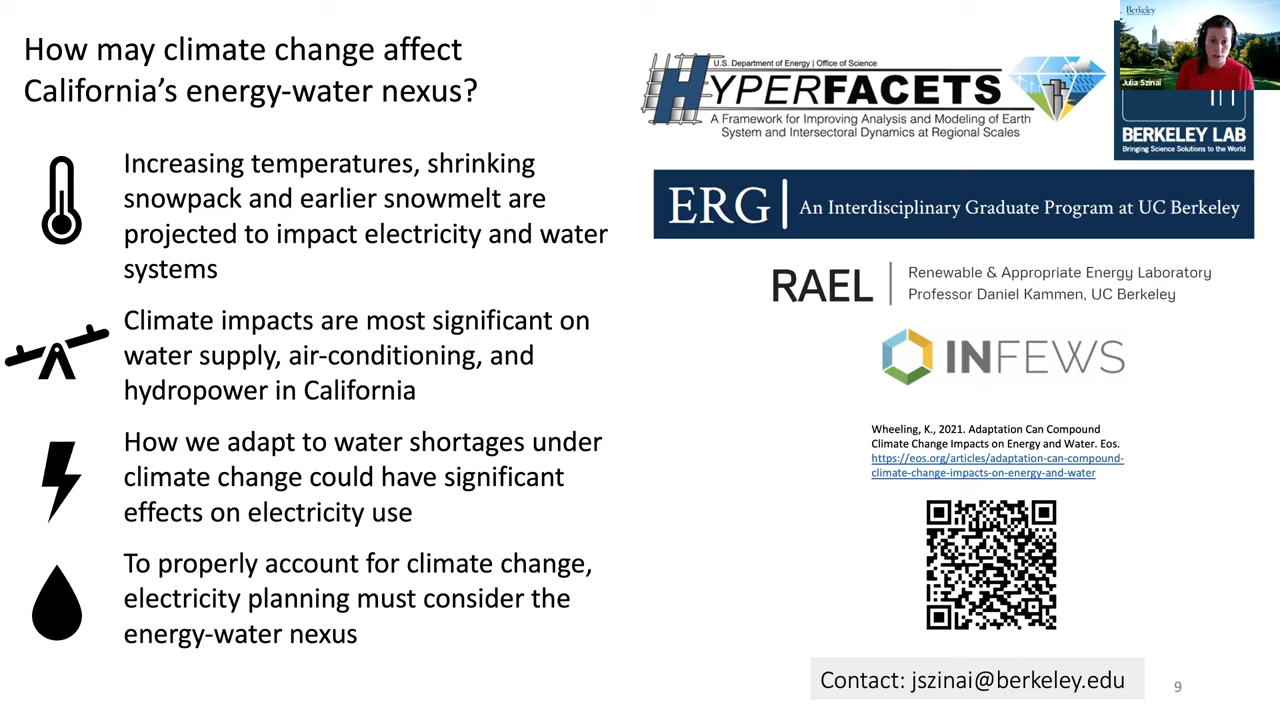 How may climate change affect
California's energy-water nexus?
Increasing temperatures, shrinking
snowpack and earlier snowmelt are
projected to impact electricity and water
systems
Climate impacts are most significant on
water supply, air-conditioning, and
hydropower in California
How we adapt to water shortages under
climate change could have significant
effects on electricity use
To properly account for climate change,
electricity planning must consider the
energy-water nexus
U.S. Department of Energy | Office of Science
HYPERFACETS
A Framework for Improving Analysis and Modeling of Earth
System and Intersectoral Dynamics at Regional Scales
Berkeley
Julia Szinai
BERKELEY LAB
Bringing Science Solutions to the World
ERG | An Interdisciplinary Graduate Program at UC Berkeley
RAEL
Renewable & Appropriate Energy Laboratory
Professor Daniel Kammen, UC Berkeley
INFEWS
Wheeling, K., 2021. Adaptation Can Compound
Climate Change Impacts on Energy and Water. Eos.
https://eos.org/articles/adaptation-can-compound-
climate-change-impacts-on-energy-and-water
Contact: jszinai@berkeley.edu
9